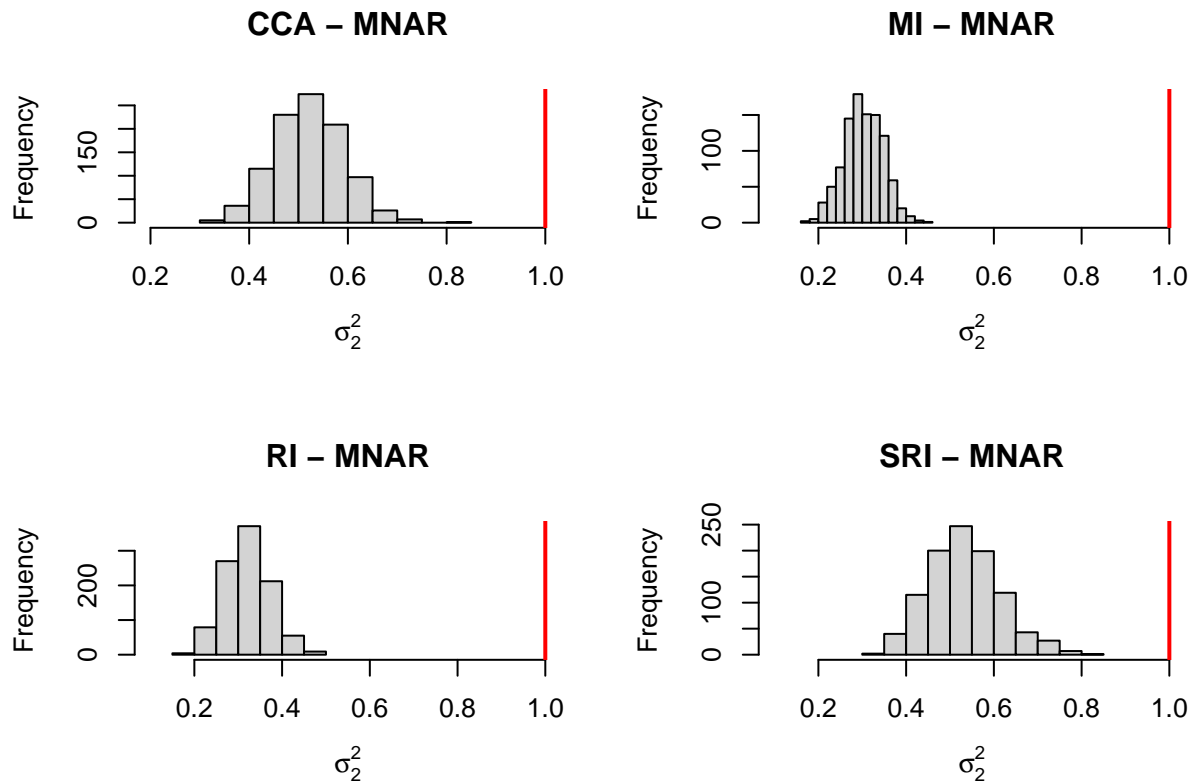 CCA – MNAR
Frequency
0
150
0.2 0.4 0.6 0.8 1.0
σ₂²
MI – MNAR
Frequency
0
100
0.2 0.4 0.6 0.8 1.0
σ₂²
RI – MNAR
Frequency
0
200
0.2 0.4 0.6 0.8 1.0
σ₂²
SRI – MNAR
Frequency
0
100
250
0.2 0.4 0.6 0.8 1.0
σ₂²